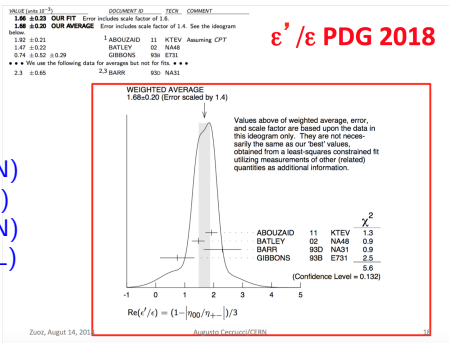 VALUE (units 10⁻³) DOCUMENT ID TECN COMMENT
1.66 ±0.23 OUR FIT Error includes scale factor of 1.6.
1.68 ±0.20 OUR AVERAGE Error includes scale factor of 1.4. See the ideogram
below.
1.92 ±0.21 ¹ ABOUZAID 11 KTEV Assuming CPT
1.47 ±0.22 BATLEY 02 NA48
0.74 ±0.52 ±0.29 GIBBONS 93B E731
• • • We use the following data for averages but not for fits. • • •
2.3 ±0.65 ²,³ BARR 93D NA31
ε’/ε PDG 2018
WEIGHTED AVERAGE
1.68±0.20 (Error scaled by 1.4)
Values above of weighted average, error,
and scale factor are based upon the data in
this ideogram only. They are not neces-
sarily the same as our 'best' values,
obtained from a least-squares constrained fit
utilizing measurements of other (related)
quantities as additional information.
N)
)
N)
L)
χ²
ABOUZAID 11 KTEV 1.3
BATLEY 02 NA48 0.9
BARR 93D NA31 0.9
GIBBONS 93B E731 2.5
5.6
(Confidence Level = 0.132)
-1 0 1 2 3 4 5
Re(ϵ′/ϵ) = (1−|η₀₀/η₊₋|)/3
Zuoz, Augut 14, 201
Augusto Ceccucci/CERN
18